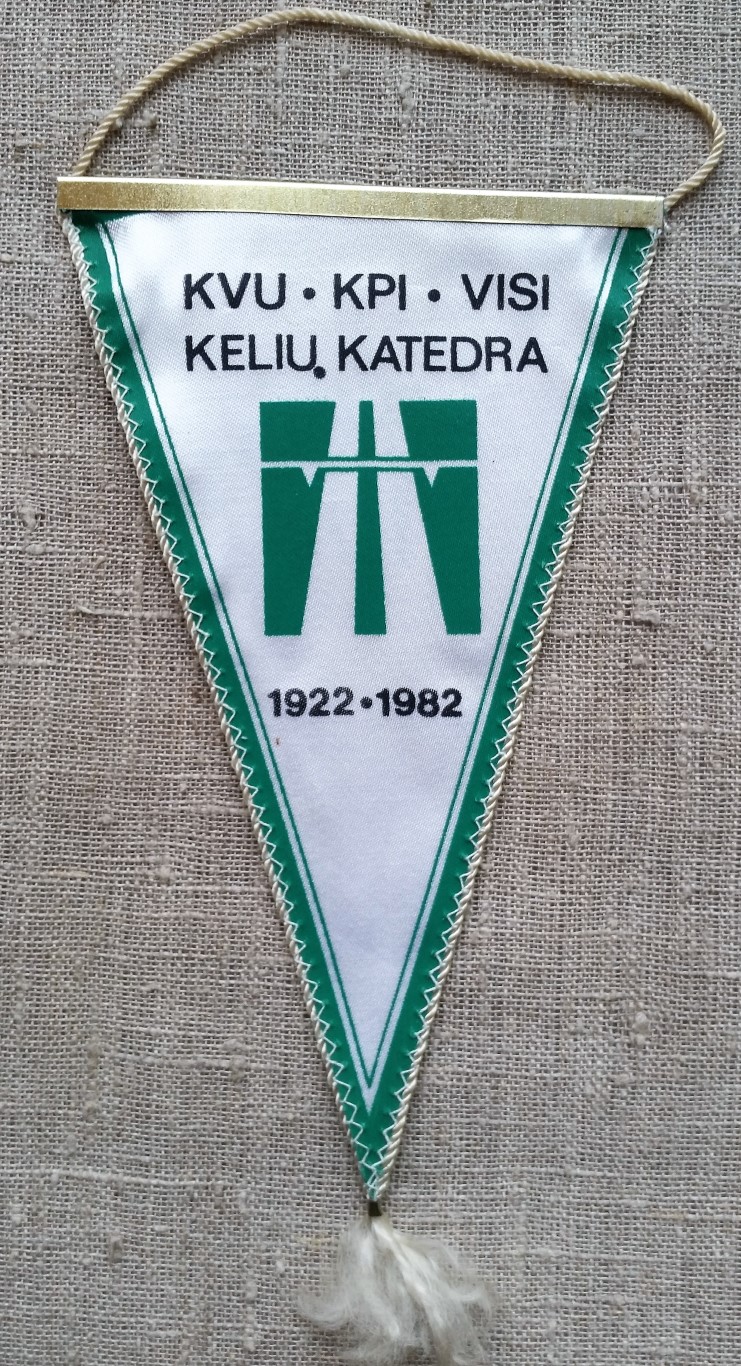 KVU • KPI • VISI
KELIŲ KATEDRA
1922•1982